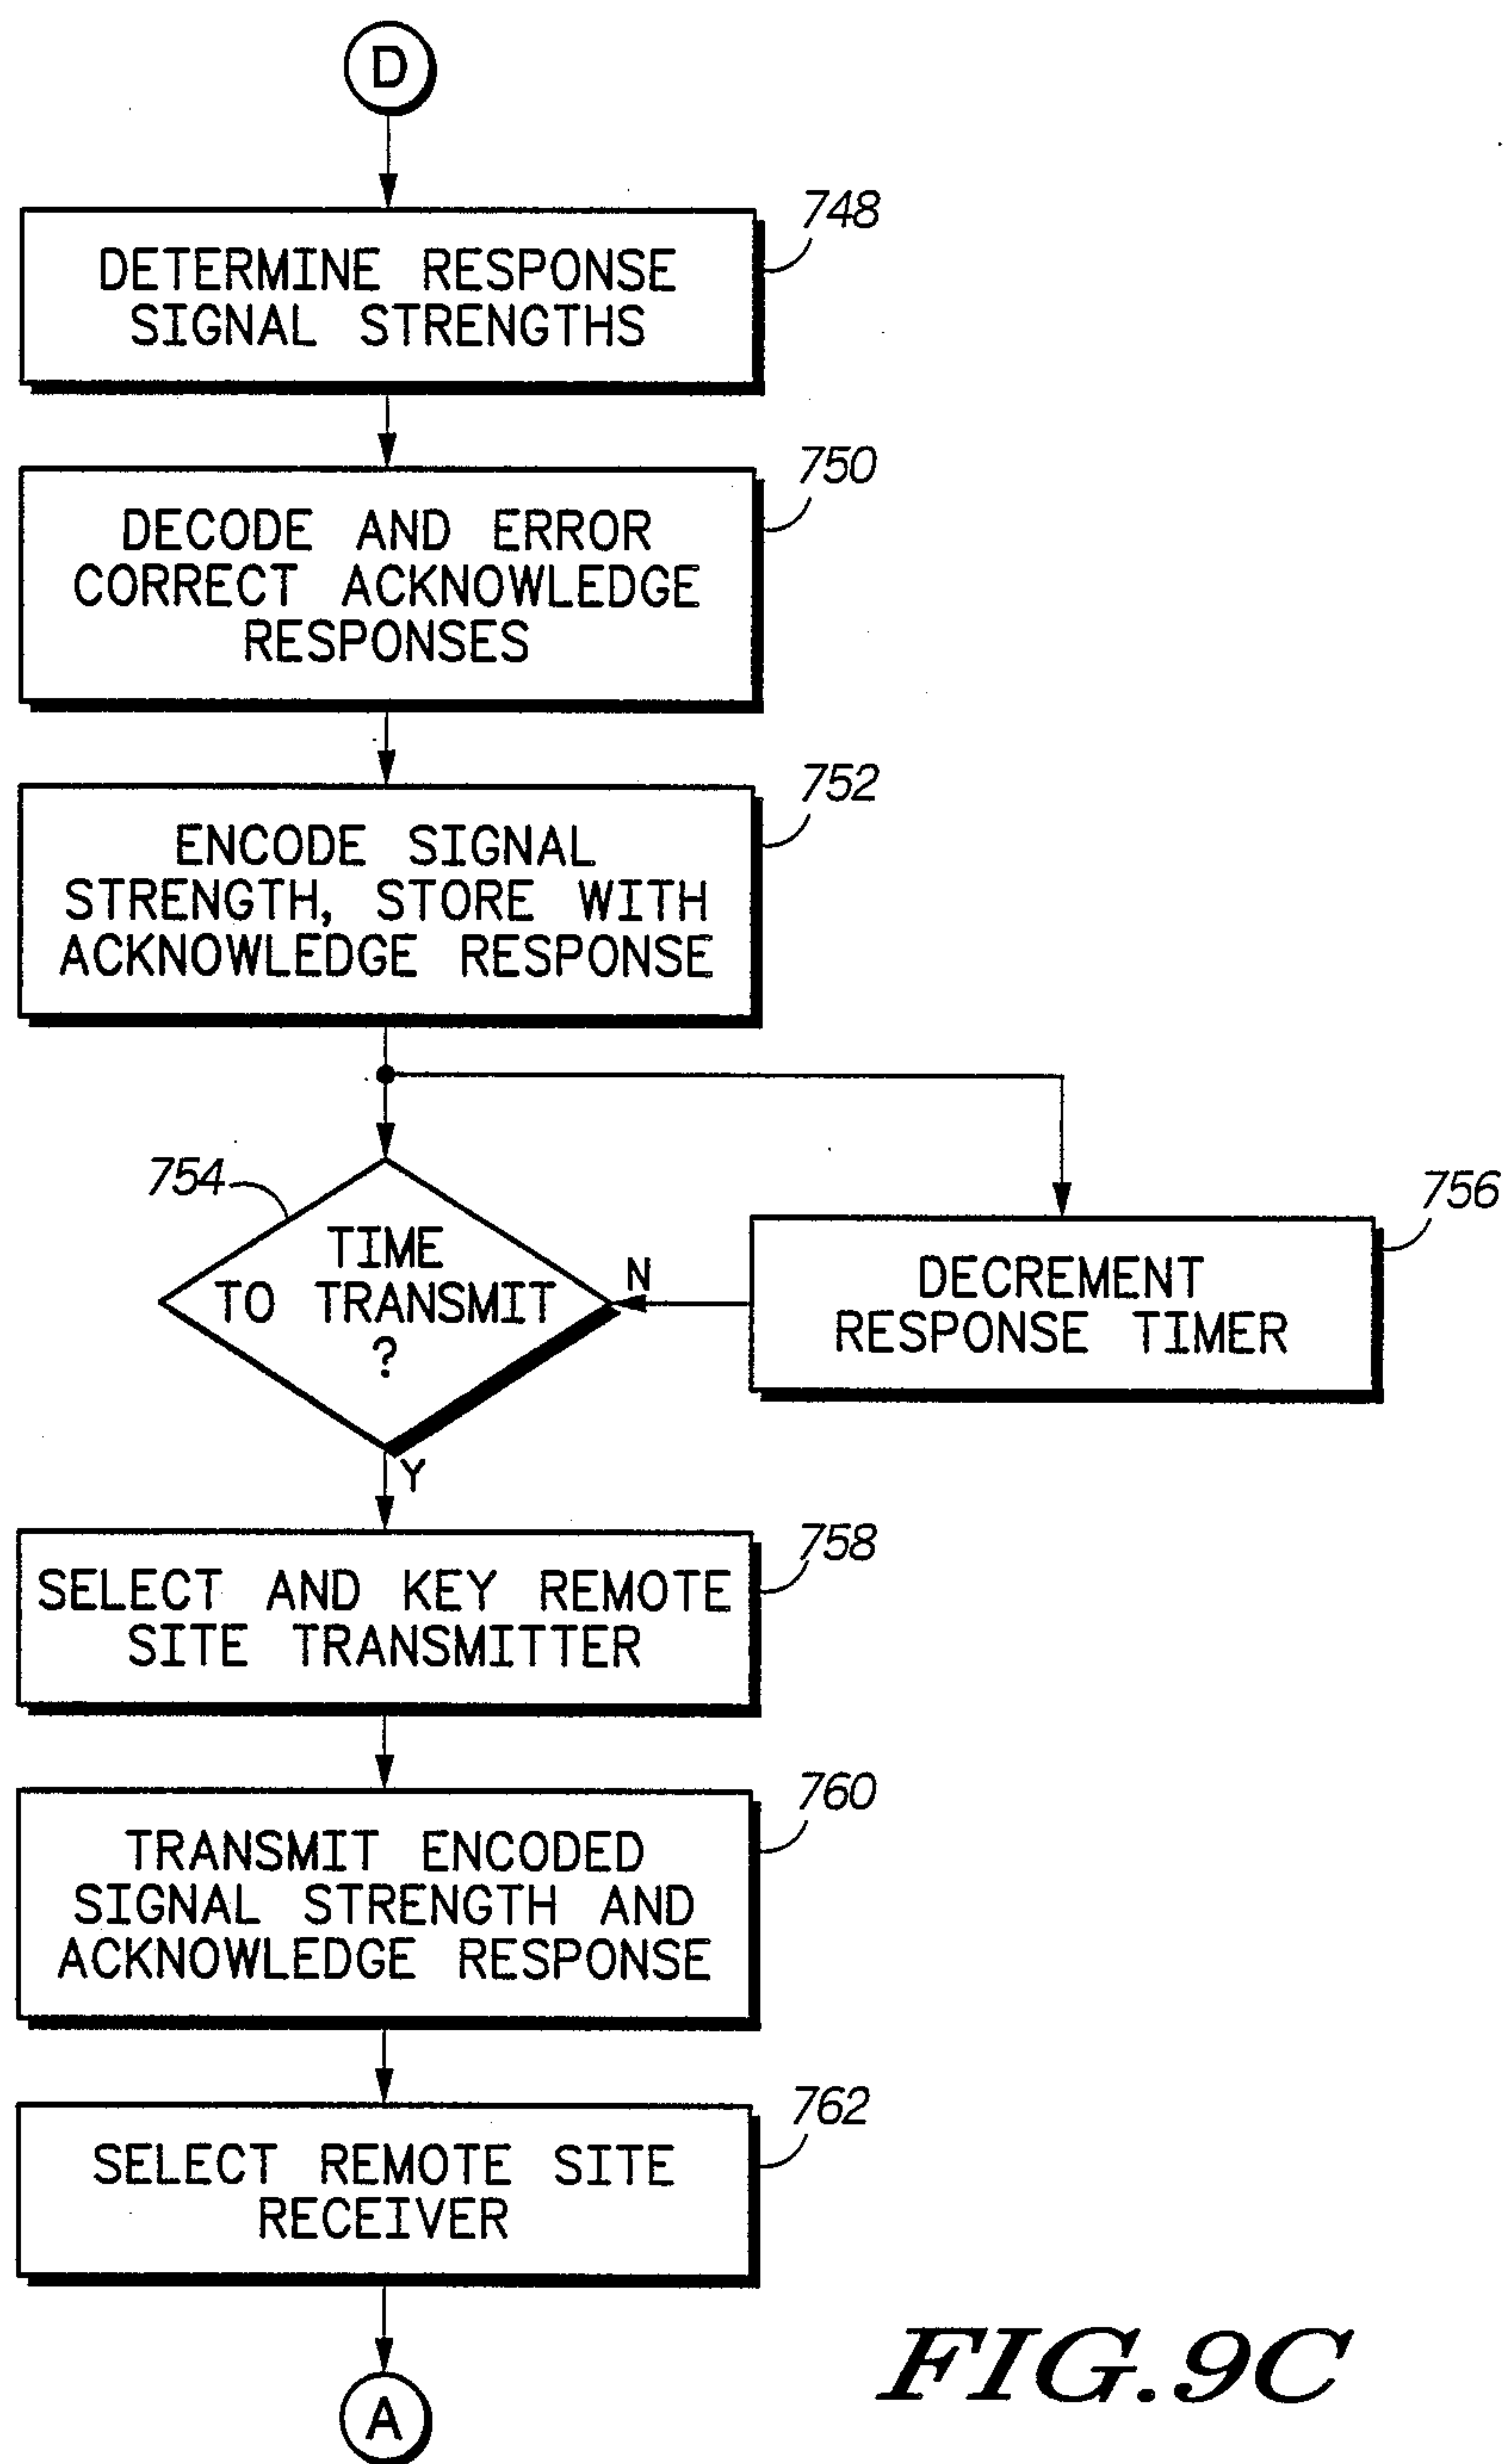 D
748
DETERMINE RESPONSE
SIGNAL STRENGTHS
750
DECODE AND ERROR
CORRECT ACKNOWLEDGE
RESPONSES
752
ENCODE SIGNAL
STRENGTH, STORE WITH
ACKNOWLEDGE RESPONSE
754
TIME
TO TRANSMIT
?
N
Y
756
DECREMENT
RESPONSE TIMER
758
SELECT AND KEY REMOTE
SITE TRANSMITTER
760
TRANSMIT ENCODED
SIGNAL STRENGTH AND
ACKNOWLEDGE RESPONSE
762
SELECT REMOTE SITE
RECEIVER
A
FIG.9C